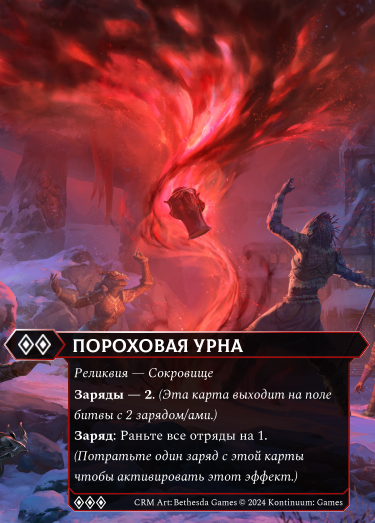 ПОРОХОВАЯ УРНА
Реликвия — Сокровище
Заряды — 2. (Эта карта выходит на поле
битвы с 2 зарядом/ами.)
Заряд: Раньте все отряды на 1.
(Потратьте один заряд с этой карты
чтобы активировать этот эффект.)
CRM Art: Bethesda Games © 2024 Kontinuum: Games